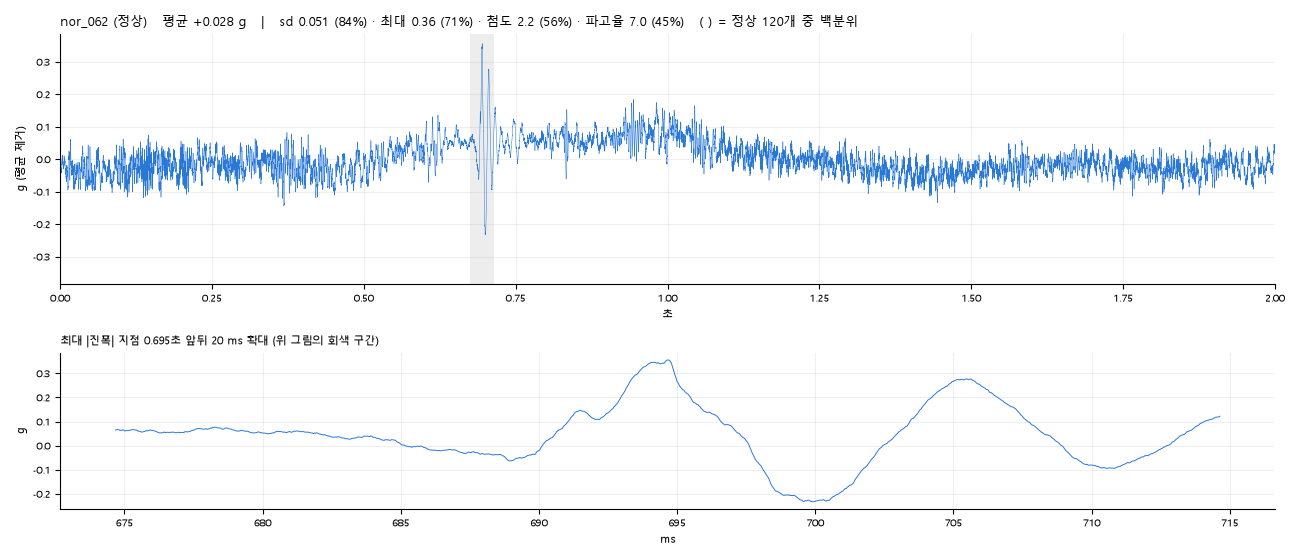 nor_062 (정상) 평균 +0.028 g | sd 0.051 (84%) · 최대 0.36 (71%) · 첨도 2.2 (56%) · 파고율 7.0 (45%) ( ) = 정상 120개 중 백분위
g (평균 제거)
0.3
0.2
0.1
0.0
-0.1
-0.2
-0.3
0.00 0.25 0.50 0.75 1.00 1.25 1.50 1.75 2.00
초
최대 |진폭| 지점 0.695초 앞뒤 20 ms 확대 (위 그림의 회색 구간)
g
0.3
0.2
0.1
0.0
-0.1
-0.2
675 680 685 690 695 700 705 710 715
ms